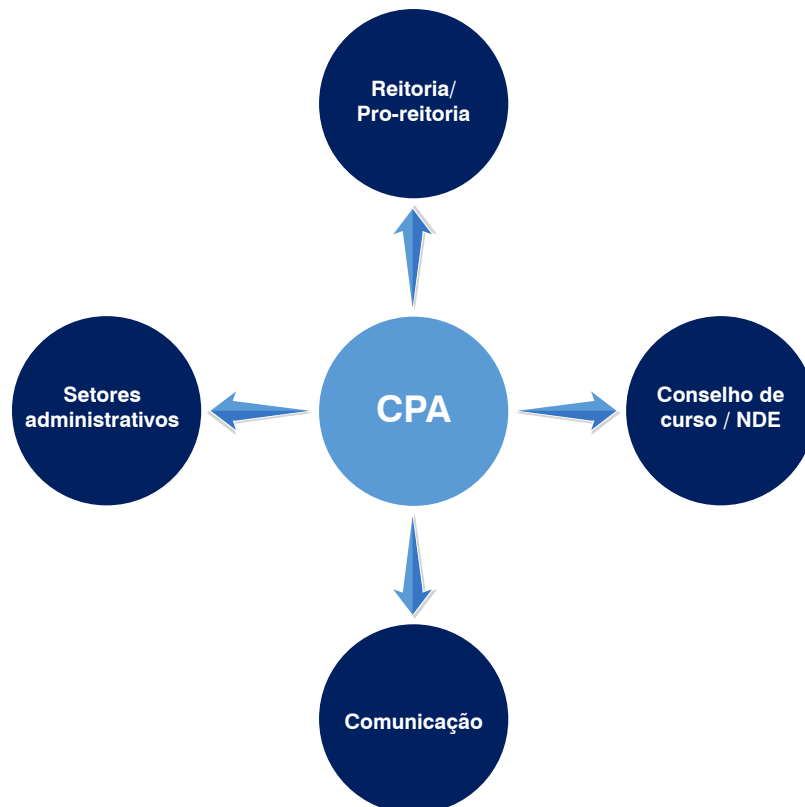 Reitoria/
Pro-reitoria
Setores
administrativos
CPA
Conselho de
curso / NDE
Comunicação